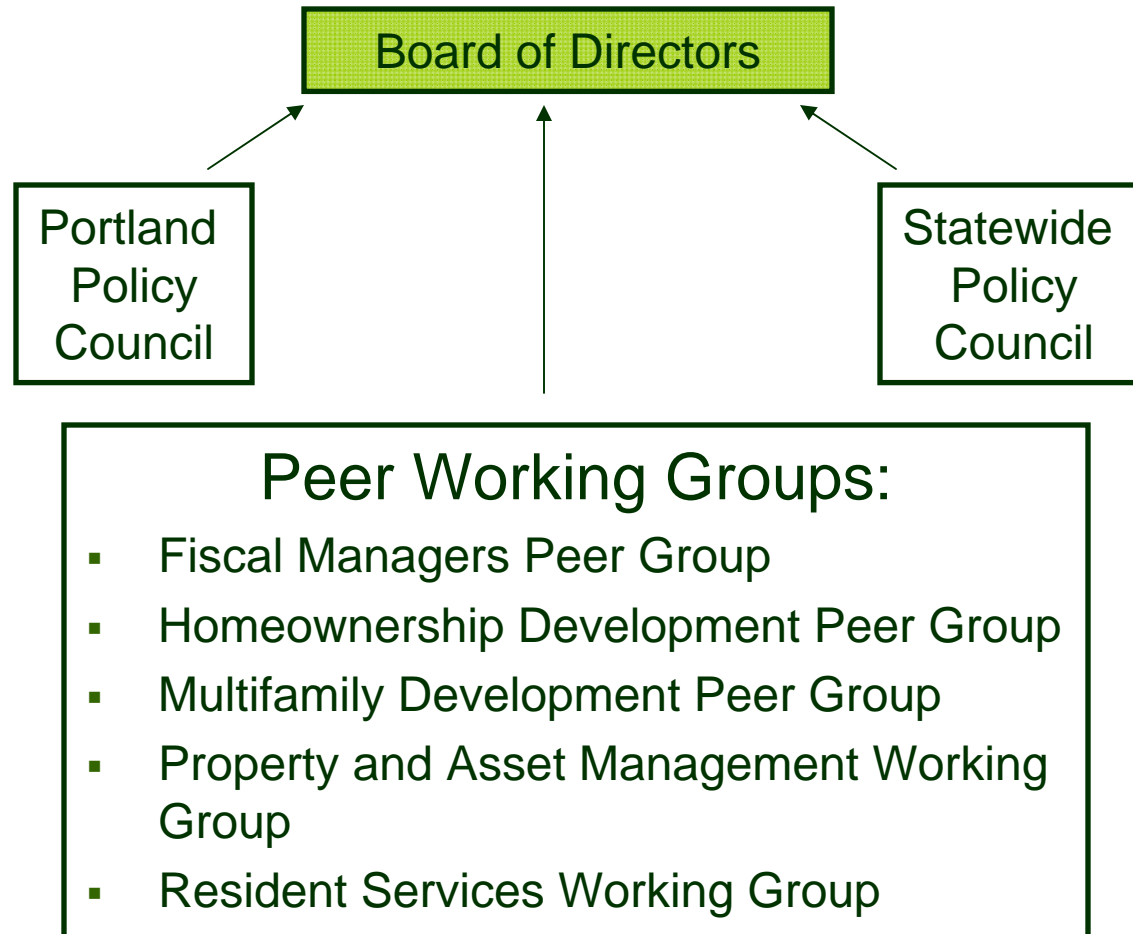 Board of Directors
Portland
Policy
Council
Statewide
Policy
Council
Peer Working Groups:
▪ Fiscal Managers Peer Group
▪ Homeownership Development Peer Group
▪ Multifamily Development Peer Group
▪ Property and Asset Management Working
Group
▪ Resident Services Working Group